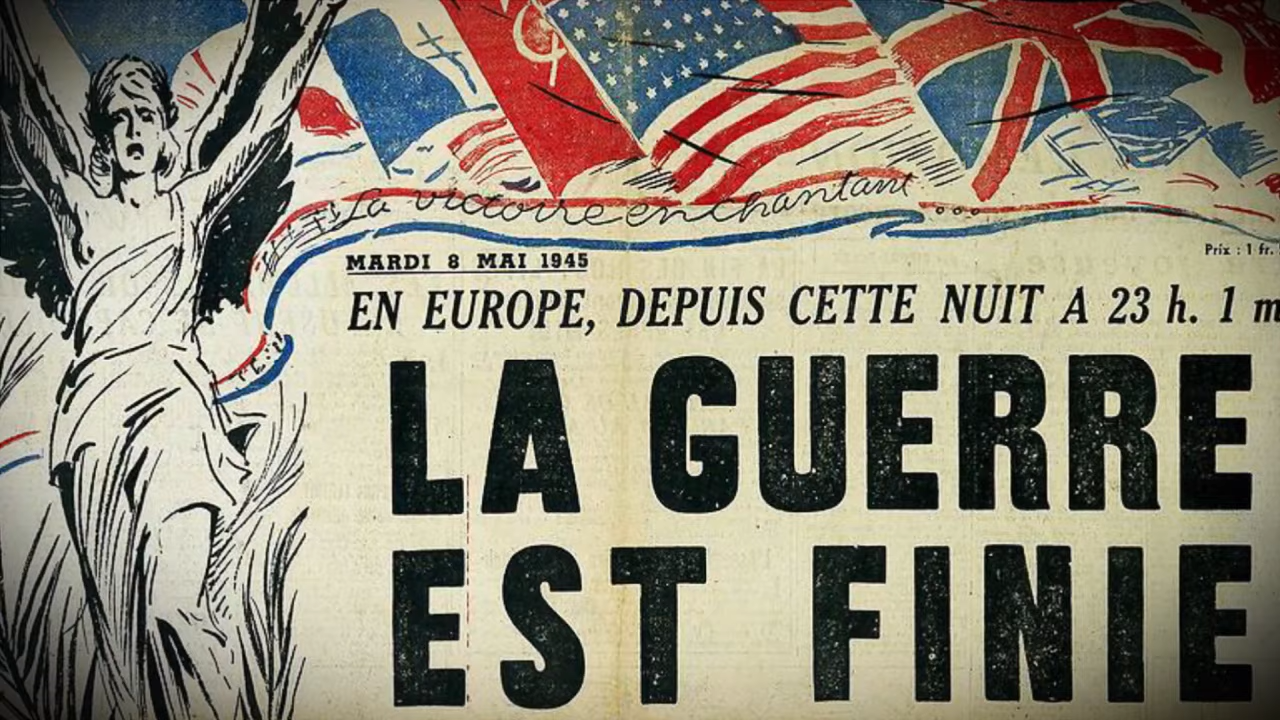 La victoire en chantant...
MARDI 8 MAI 1945
Prix : 1 fr.
EN EUROPE, DEPUIS CETTE NUIT A 23 h. 1 m
LA GUERRE
EST FINIE